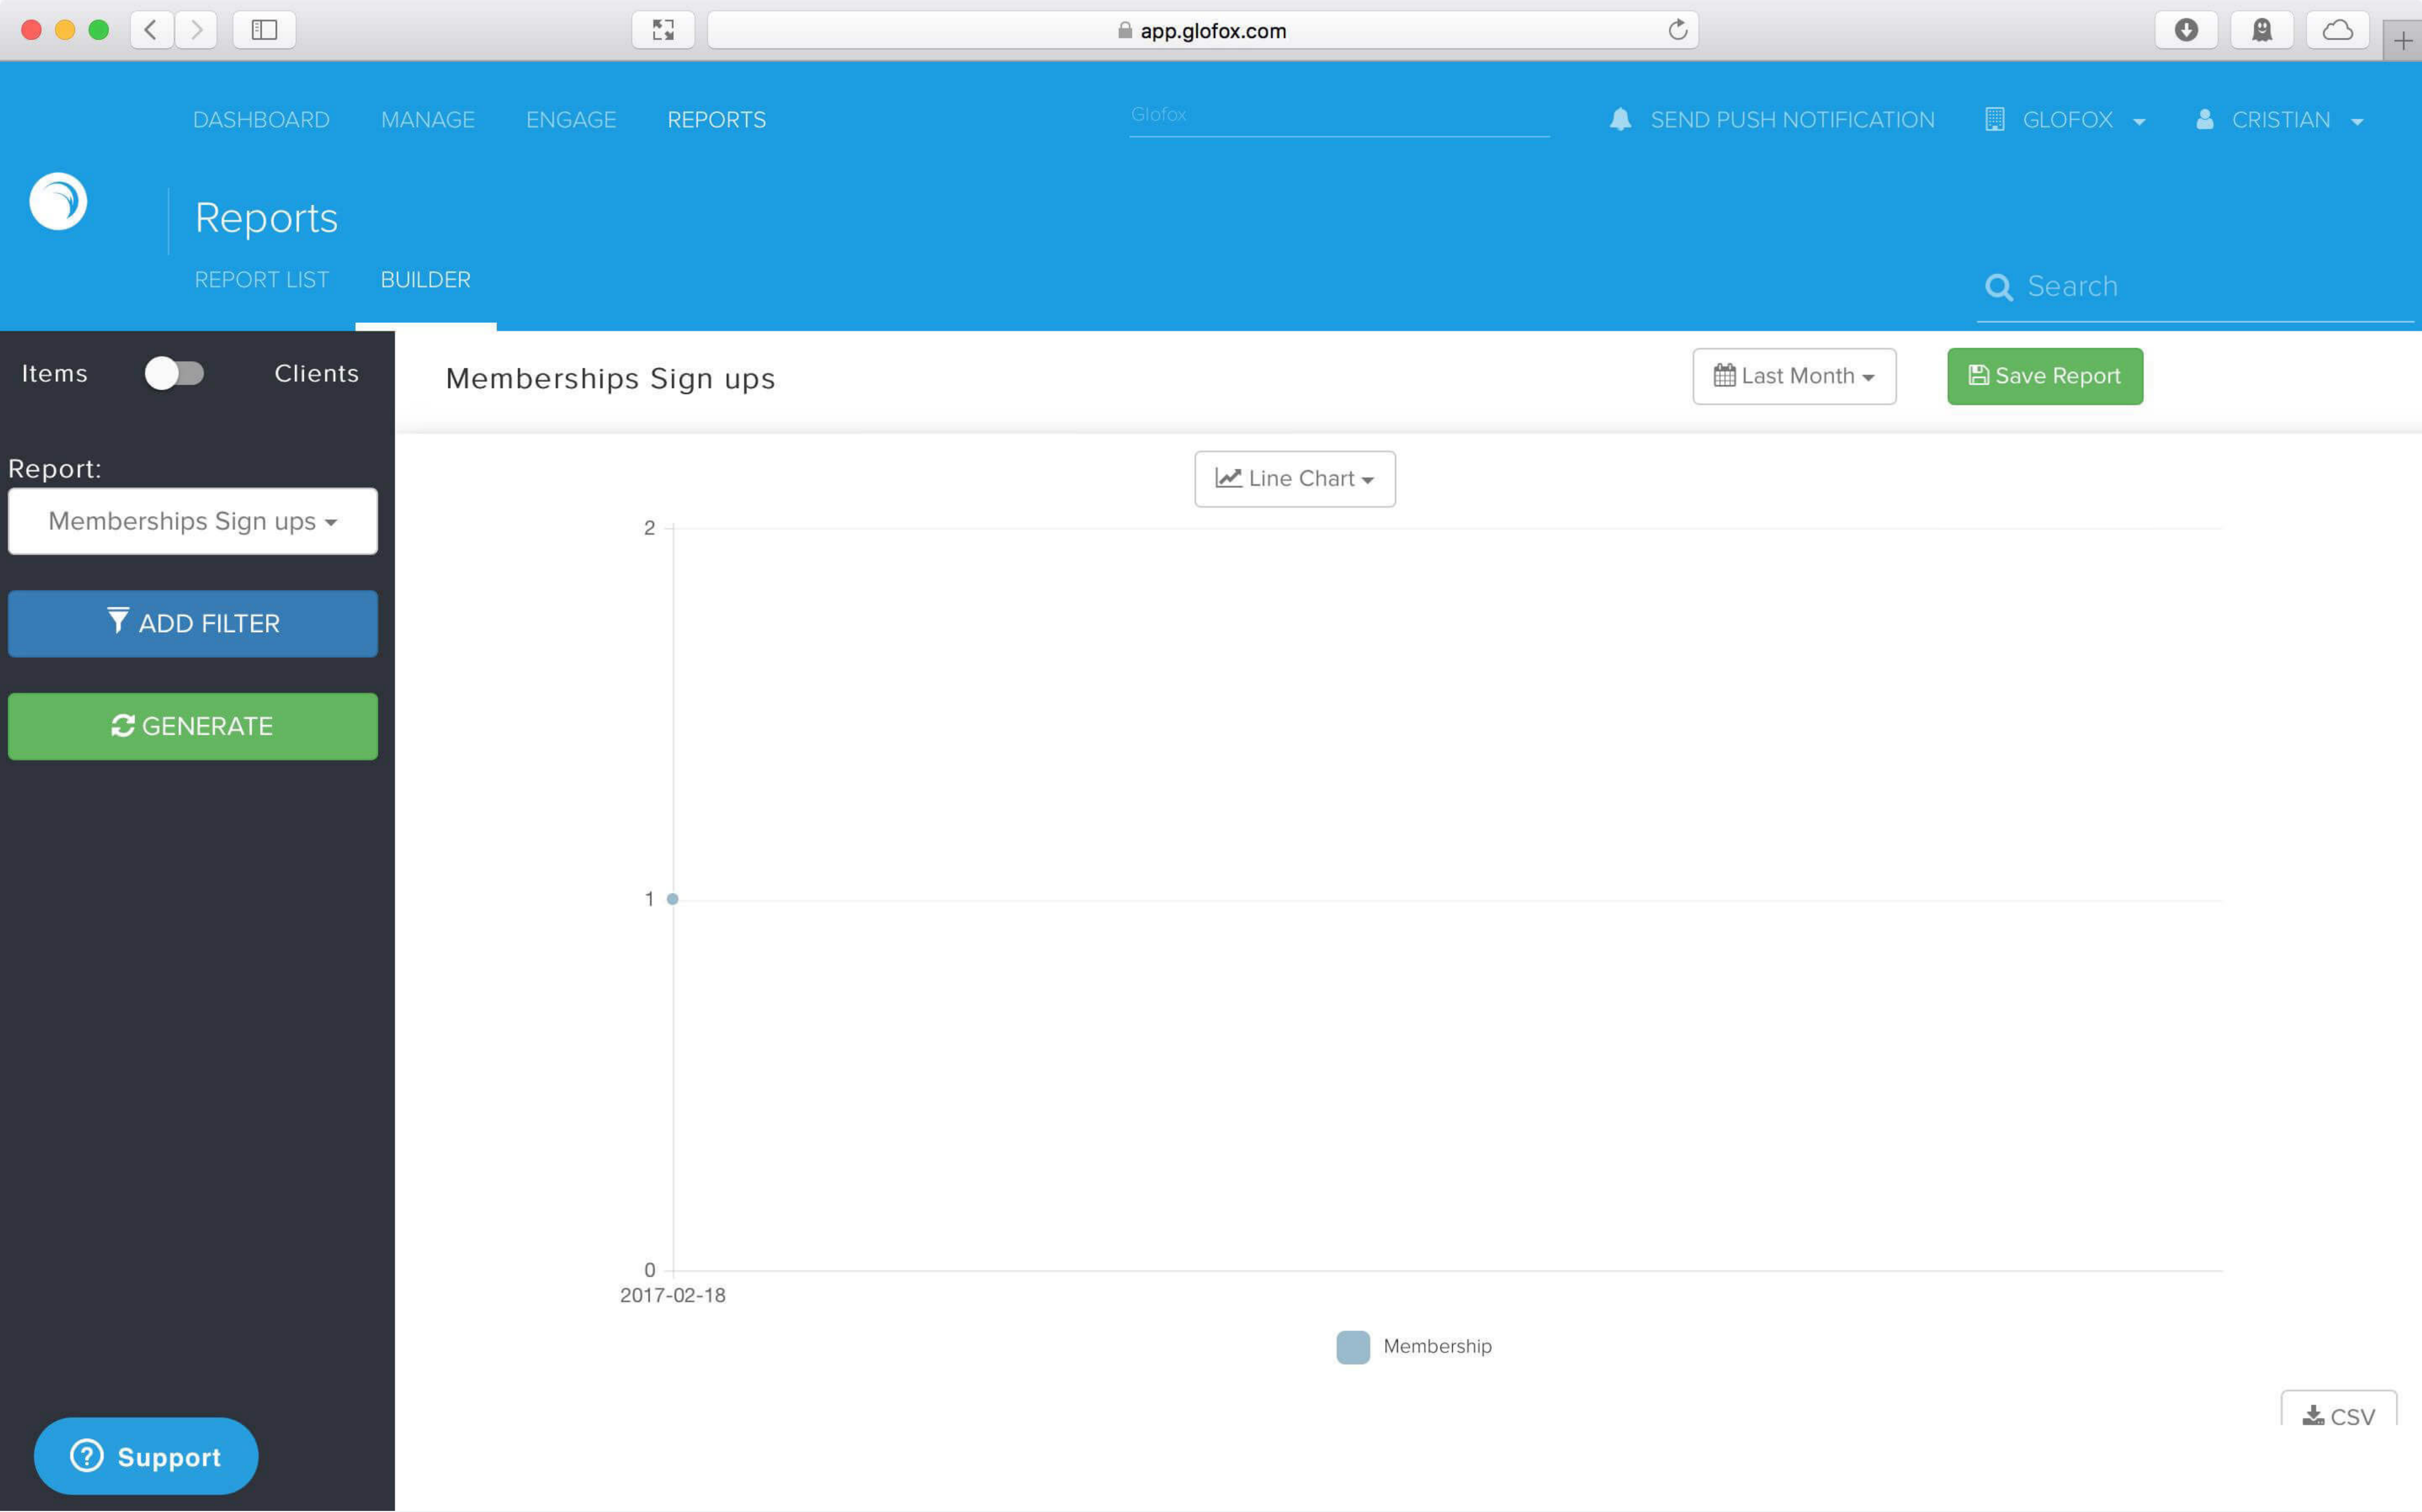 app.glofox.com
DASHBOARD MANAGE ENGAGE REPORTS Glofox SEND PUSH NOTIFICATION GLOFOX CRISTIAN
Reports
REPORT LIST BUILDER Search
Items Clients Memberships Sign ups Last Month Save Report
Report:
Memberships Sign ups
ADD FILTER
GENERATE
Line Chart
2
1
0
2017-02-18
Membership
CSV
Support